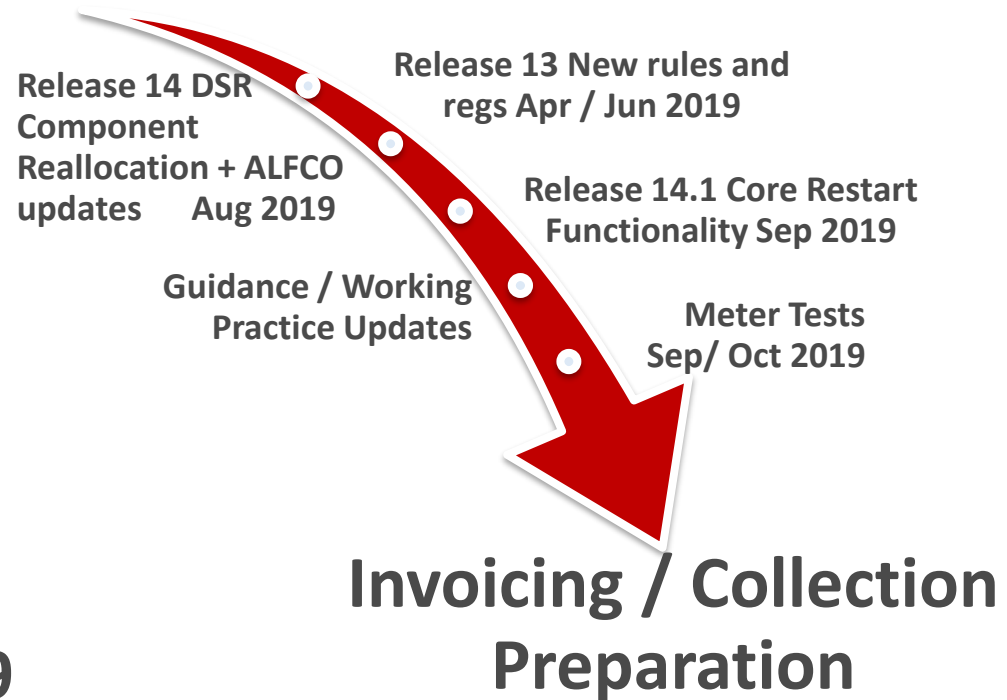 Release 13 New rules and
regs Apr / Jun 2019
Release 14 DSR
Component
Reallocation + ALFCO
updates Aug 2019
Release 14.1 Core Restart
Functionality Sep 2019
Guidance / Working
Practice Updates
Meter Tests
Sep/ Oct 2019
Invoicing / Collection
Preparation
9